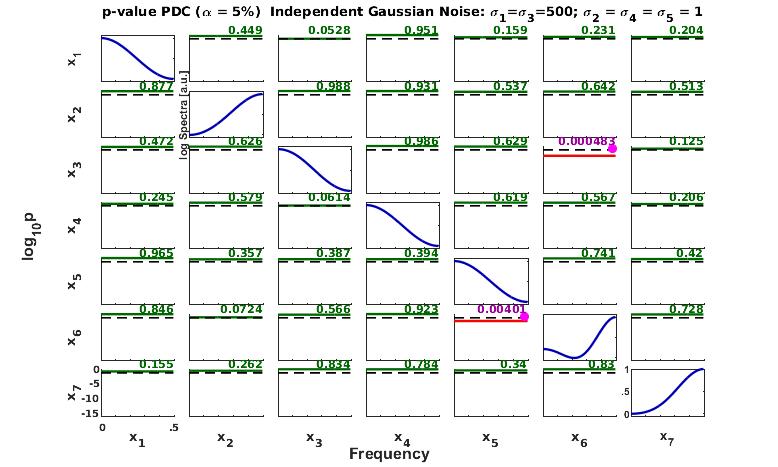 p-value PDC (α = 5%) Independent Gaussian Noise: σ1=σ3=500; σ2 = σ4 = σ5 = 1
0.449 0.0528 0.951 0.159 0.231 0.204
x1
0.877 0.988 0.931 0.537 0.642 0.513
x2
log Spectra [a.u.]
0.472 0.626 0.986 0.629 0.000483 0.125
x3
0.245 0.579 0.0614 0.619 0.567 0.206
x4
log10p
0.965 0.357 0.387 0.394 0.741 0.42
x5
0.846 0.0724 0.566 0.923 0.00401 0.728
x6
0.155 0.262 0.834 0.784 0.34 0.83
x7
0
-5
-10
-15
1
.5
0
0 .5
x1 x2 x3 x4 x5 x6 x7
Frequency